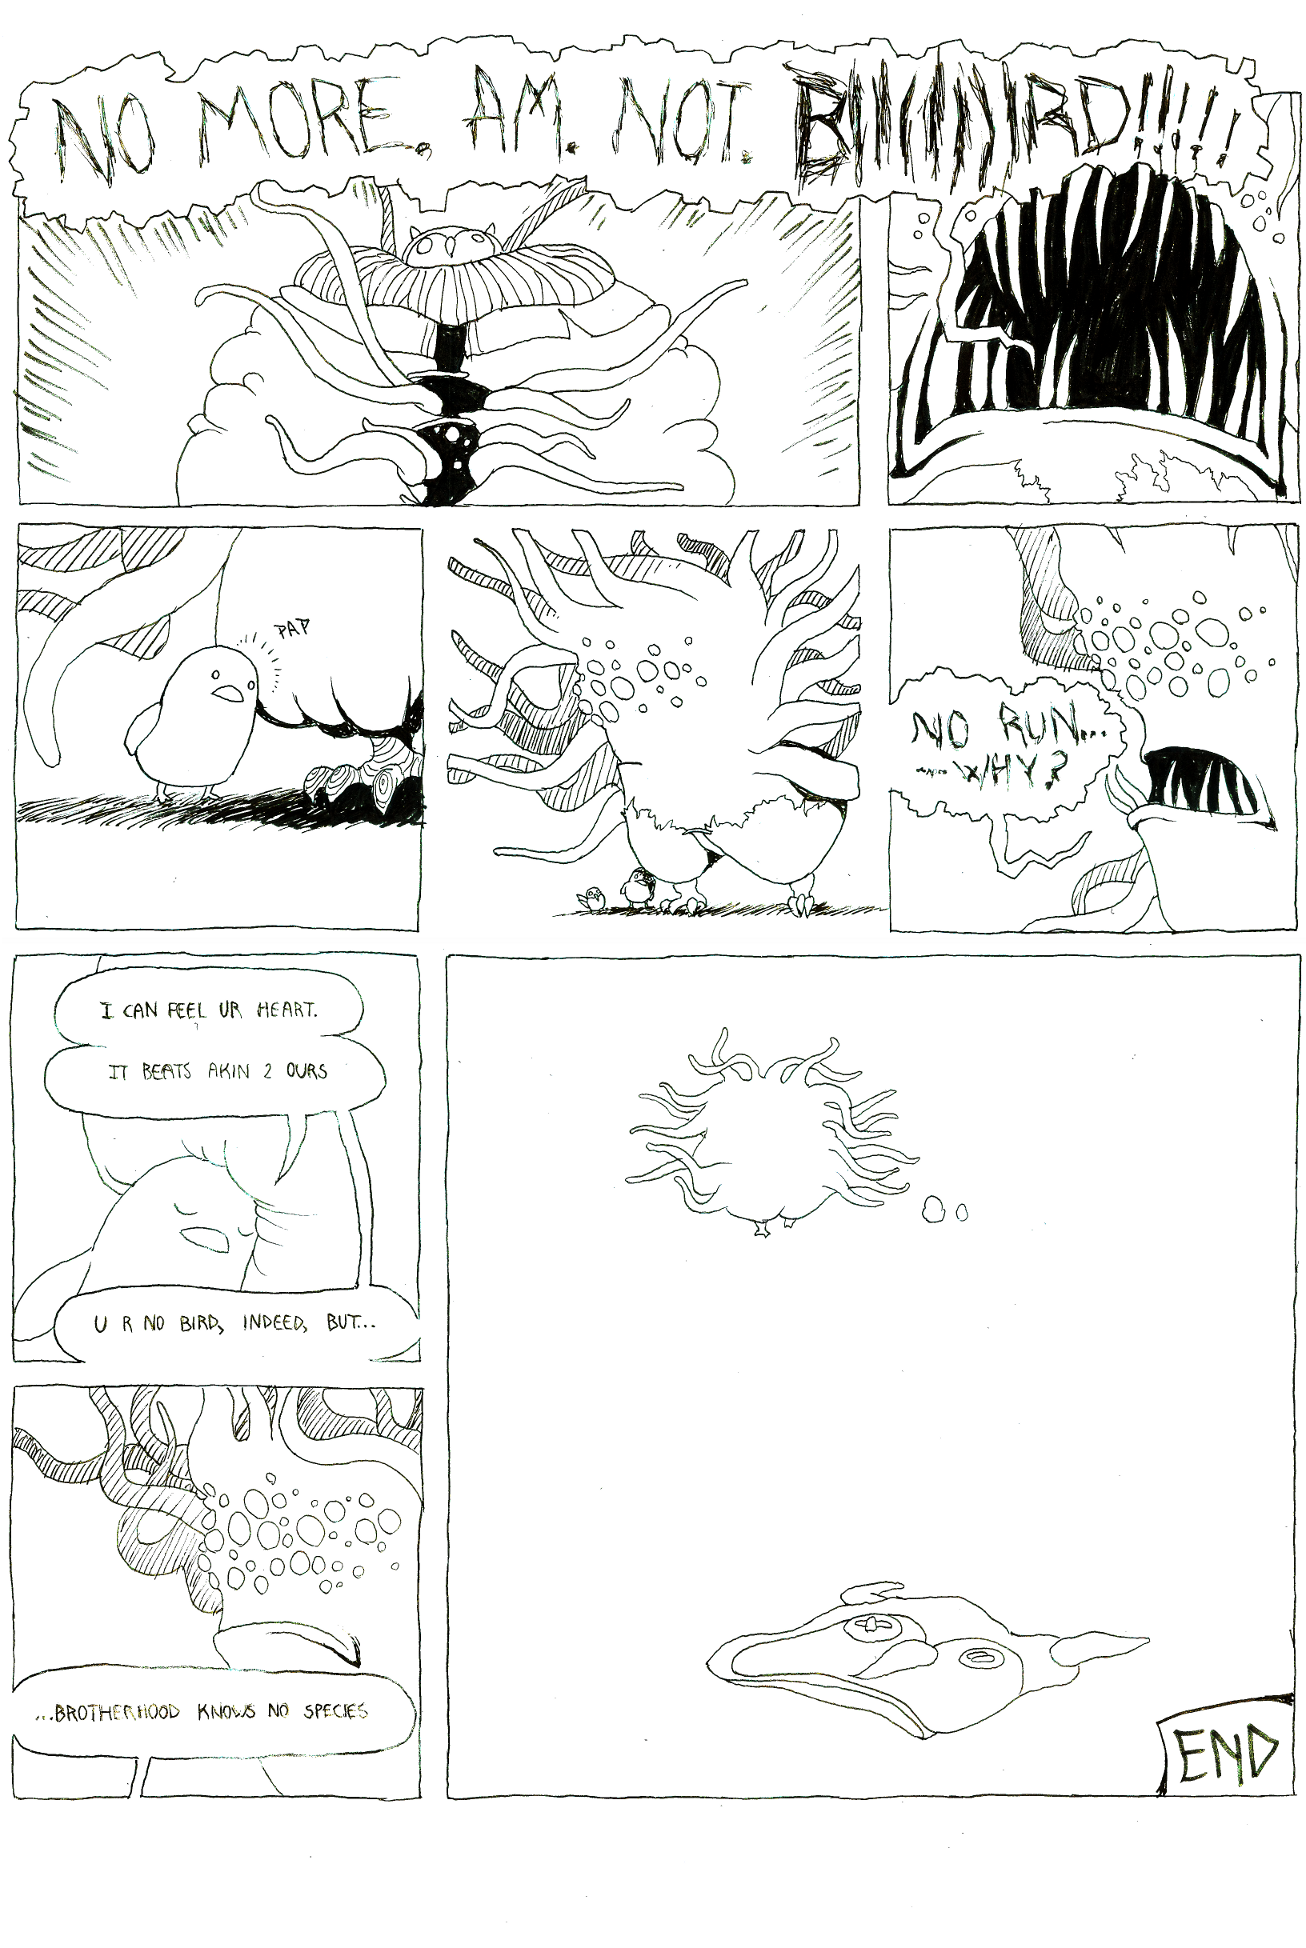 NO MORE. AM. NOT. BIIIIIIIIRD!!!!!
PAP
NO RUN...
...WHY?
I CAN FEEL UR HEART.
IT BEATS AKIN 2 OURS
U R NO BIRD, INDEED, BUT...
...BROTHERHOOD KNOWS NO SPECIES
END